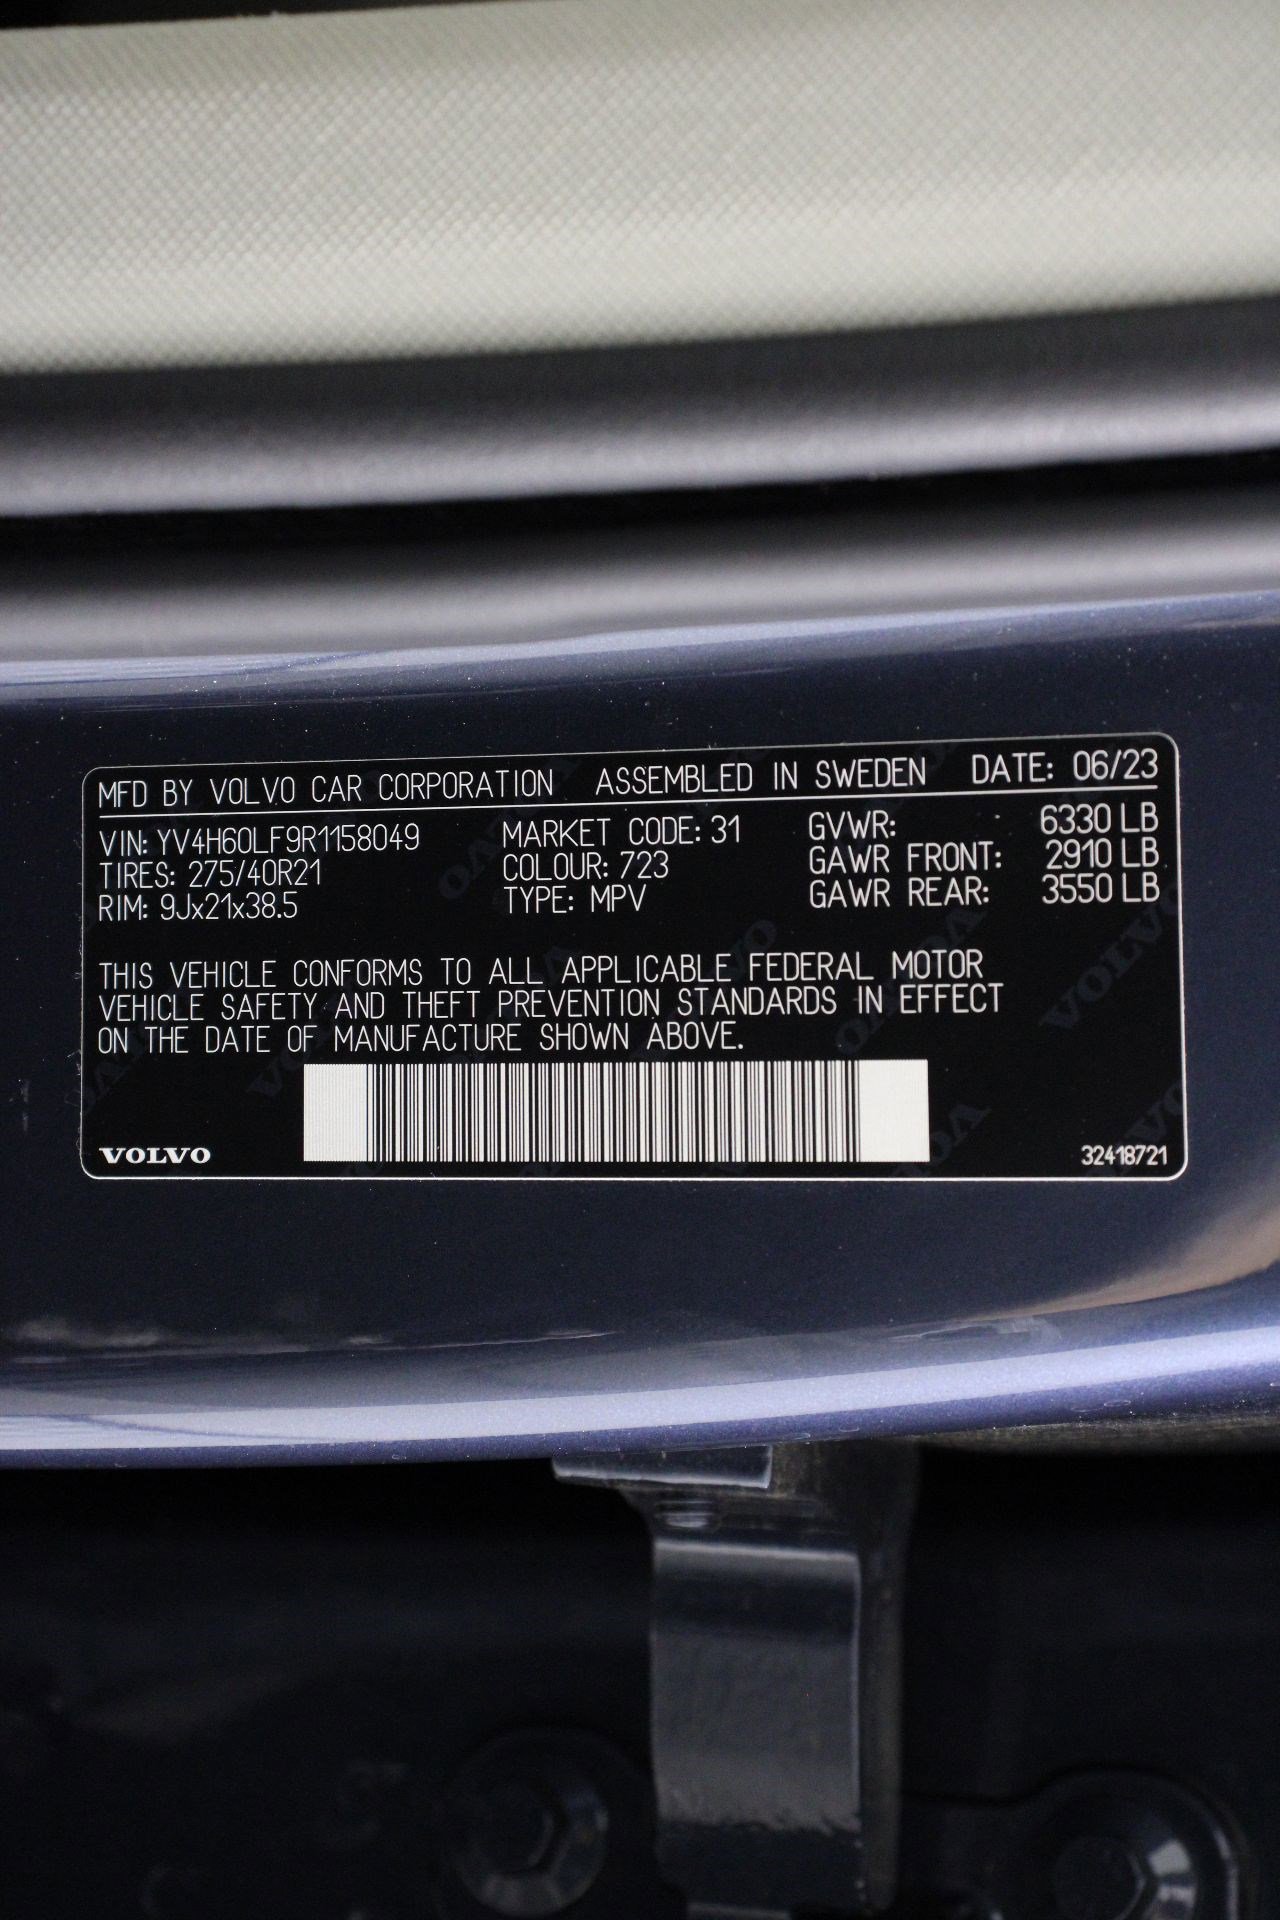 MFD BY VOLVO CAR CORPORATION ASSEMBLED IN SWEDEN DATE: 06/23
VIN: YV4H60LF9R1158049 MARKET CODE: 31 GVWR: 6330 LB
TIRES: 275/40R21 COLOUR: 723 GAWR FRONT: 2910 LB
RIM: 9Jx21x38.5 TYPE: MPV GAWR REAR: 3550 LB
THIS VEHICLE CONFORMS TO ALL APPLICABLE FEDERAL MOTOR
VEHICLE SAFETY AND THEFT PREVENTION STANDARDS IN EFFECT
ON THE DATE OF MANUFACTURE SHOWN ABOVE.
VOLVO 32418721